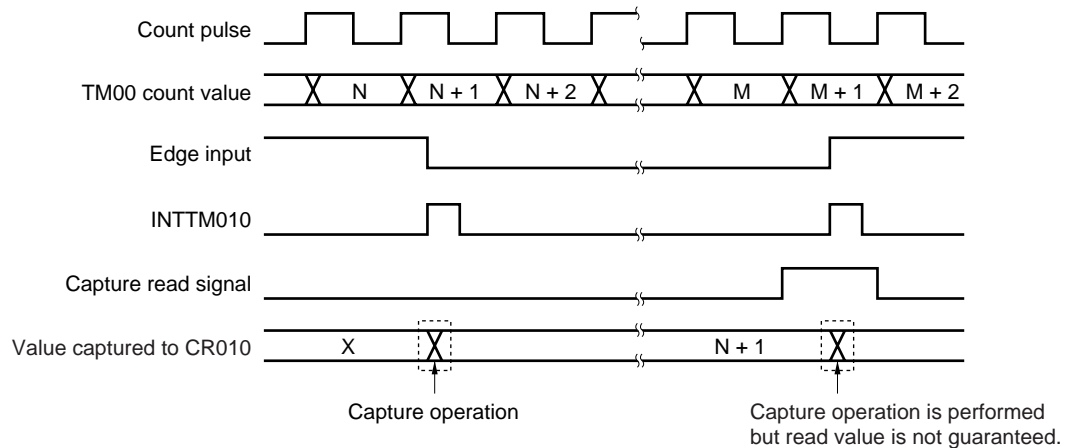 Count pulse
TM00 count value
N
N + 1
N + 2
M
M + 1
M + 2
Edge input
INTTM010
Capture read signal
Value captured to CR010
X
N + 1
Capture operation
Capture operation is performed
but read value is not guaranteed.